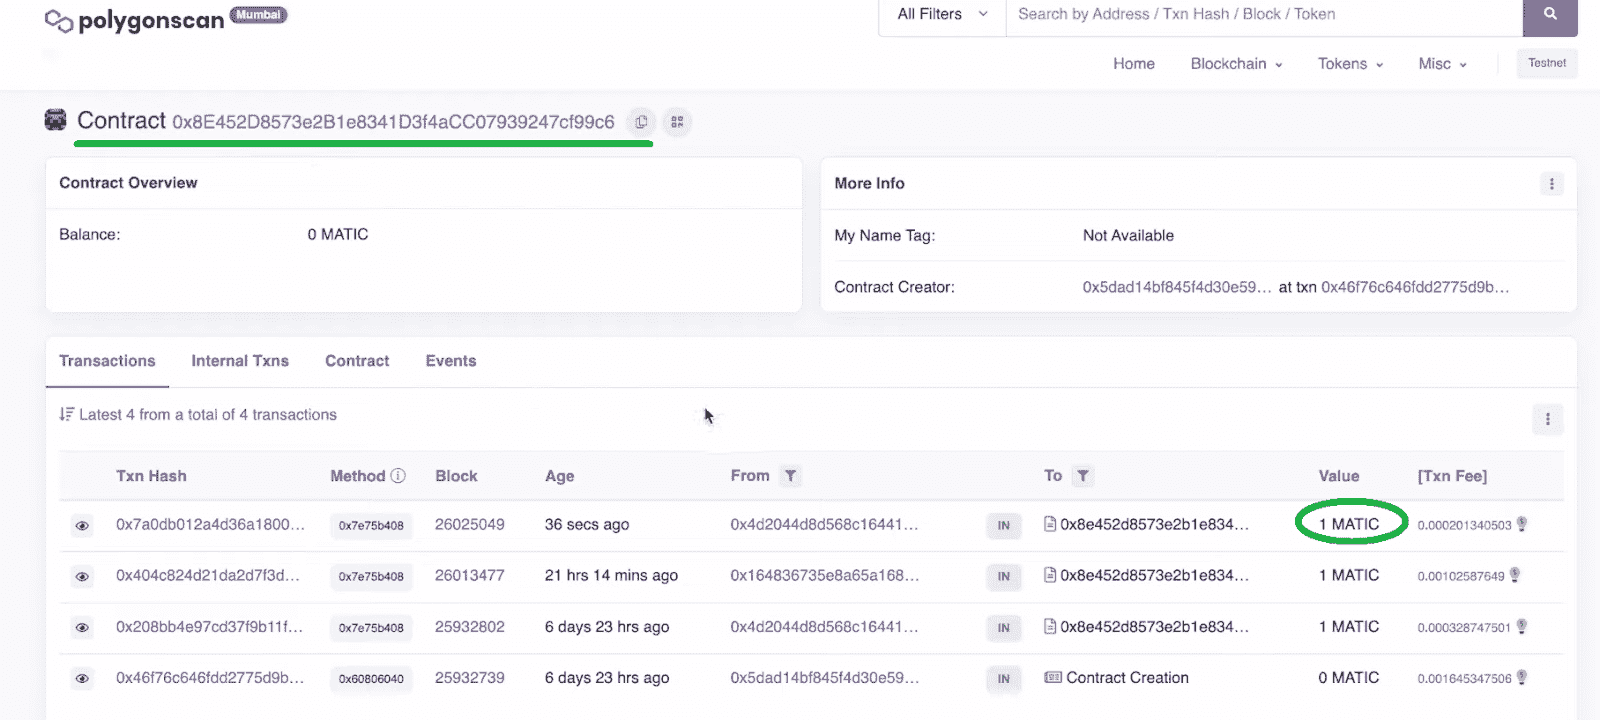 polygonscan Mumbai
All Filters Search by Address / Txn Hash / Block / Token
Home Blockchain Tokens Misc Testnet
Contract 0x8E452D8573e2B1e8341D3f4aCC07939247cf99c6
Contract Overview
Balance: 0 MATIC
More Info
My Name Tag: Not Available
Contract Creator: 0x5dad14bf845f4d30e59... at txn 0x46f76c646fdd2775d9b...
Transactions Internal Txns Contract Events
Latest 4 from a total of 4 transactions
Txn Hash Method Block Age From To Value [Txn Fee]
0x7a0db012a4d36a1800... 0x7e75b408 26025049 36 secs ago 0x4d2044d8d568c16441... IN 0x8e452d8573e2b1e834... 1 MATIC 0.000201340503
0x404c824d21da2d7f3d... 0x7e75b408 26013477 21 hrs 14 mins ago 0x164836735e8a65a168... IN 0x8e452d8573e2b1e834... 1 MATIC 0.00102587649
0x208bb4e97cd37f9b11f... 0x7e75b408 25932802 6 days 23 hrs ago 0x4d2044d8d568c16441... IN 0x8e452d8573e2b1e834... 1 MATIC 0.000328747501
0x46f76c646fdd2775d9b... 0x60806040 25932739 6 days 23 hrs ago 0x5dad14bf845f4d30e59... IN Contract Creation 0 MATIC 0.001645347506